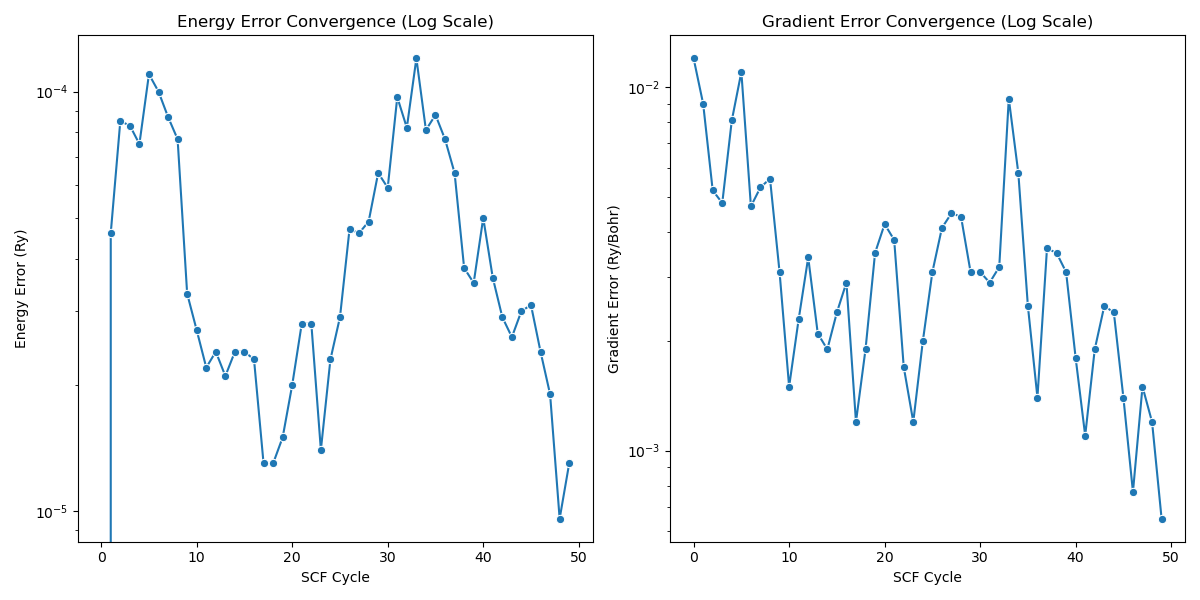 Energy Error Convergence (Log Scale)
Energy Error (Ry)
10⁻⁴
10⁻⁵
0 10 20 30 40 50
SCF Cycle
Gradient Error Convergence (Log Scale)
Gradient Error (Ry/Bohr)
10⁻²
10⁻³
0 10 20 30 40 50
SCF Cycle